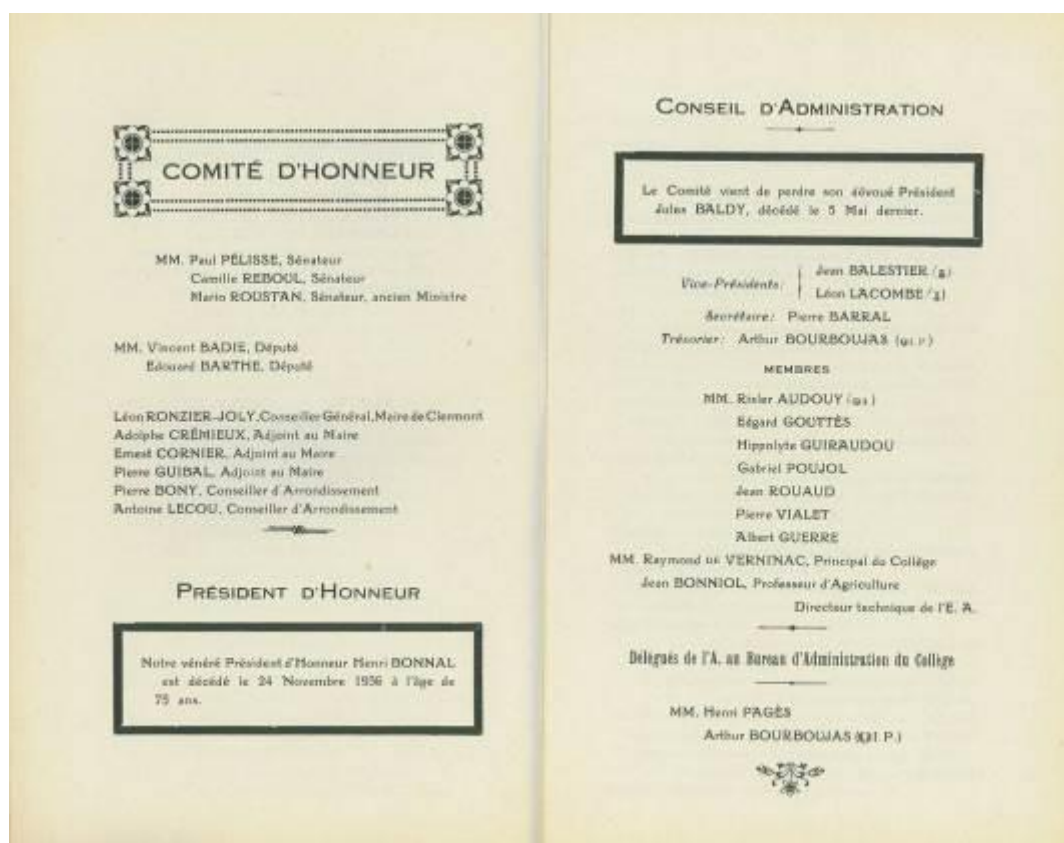 COMITÉ D'HONNEUR
MM. Paul PÉLISSE, Sénateur
Camille REBOUL, Sénateur
Mario ROUSTAN, Sénateur, ancien Ministre
MM. Vincent BADIE, Député
Edouard BARTHE, Député
Léon RONZIER-JOLY, Conseiller Général, Maire de Clermont
Adolphe CRÉMIEUX, Adjoint au Maire
Ernest CORNIER, Adjoint au Maire
Pierre GUIBAL, Adjoint au Maire
Pierre BONY, Conseiller d'Arrondissement
Antoine LECOU, Conseiller d'Arrondissement
PRÉSIDENT D'HONNEUR
Notre vénéré Président d'Honneur Henri BONNAL
est décédé le 24 Novembre 1936 à l'âge de
75 ans.
CONSEIL D'ADMINISTRATION
Le Comité vient de perdre son dévoué Président
Jules BALDY, décédé le 5 Mai dernier.
Vice-Présidents: Jean BALESTIER
Léon LACOMBE
Secrétaire: Pierre BARRAL
Trésorier: Arthur BOURBOUJAS (I. P.)
MEMBRES
MM. Risler AUDOUY
Edgard GOUTTÈS
Hippolyte GUIRAUDOU
Gabriel POUJOL
Jean ROUAUD
Pierre VIALET
Albert GUERRE
MM. Raymond DE VERNINAC, Principal du Collège
Jean BONNIOL, Professeur d'Agriculture
Directeur technique de l'E. A.
Délégués de l'A. au Bureau d'Administration du Collège
MM. Henri PAGÈS
Arthur BOURBOUJAS (I. P.)